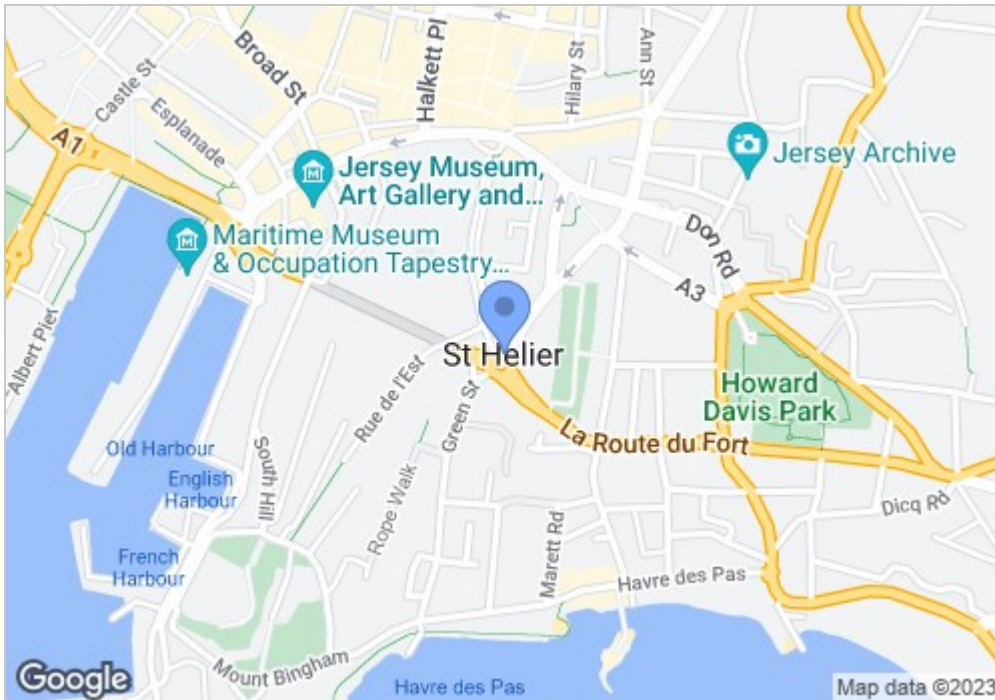 Broad St
Castle St
Esplanade
Halkett Pl
Hilary St
Ann St
A1
Jersey Museum,
Art Gallery and...
Jersey Archive
Maritime Museum
& Occupation Tapestry...
Don Rd
A3
Albert Pier
St Helier
Rue de l'Est
Green St
Howard
Davis Park
La Route du Fort
Old Harbour
English
Harbour
South Hill
Rope Walk
Dicq Rd
French
Harbour
Marett Rd
Havre des Pas
Mount Bingham
Havre des Pas
Google
Map data ©2023